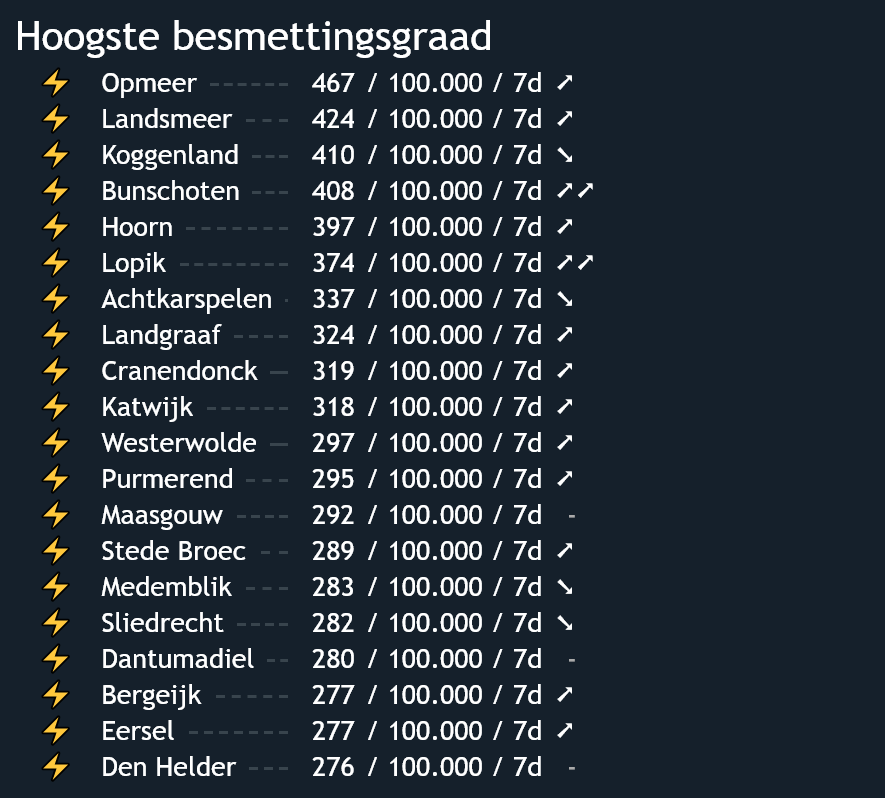 Hoogste besmettingsgraad
⚡ Opmeer ------ 467 / 100.000 / 7d ➚
⚡ Landsmeer --- 424 / 100.000 / 7d ➚
⚡ Koggenland --- 410 / 100.000 / 7d ➘
⚡ Bunschoten --- 408 / 100.000 / 7d ➚➚
⚡ Hoorn ------- 397 / 100.000 / 7d ➚
⚡ Lopik -------- 374 / 100.000 / 7d ➚➚
⚡ Achtkarspelen · 337 / 100.000 / 7d ➘
⚡ Landgraaf ---- 324 / 100.000 / 7d ➚
⚡ Cranendonck — 319 / 100.000 / 7d ➚
⚡ Katwijk ------ 318 / 100.000 / 7d ➚
⚡ Westerwolde — 297 / 100.000 / 7d ➚
⚡ Purmerend --- 295 / 100.000 / 7d ➚
⚡ Maasgouw ---- 292 / 100.000 / 7d -
⚡ Stede Broec -- 289 / 100.000 / 7d ➚
⚡ Medemblik --- 283 / 100.000 / 7d ➘
⚡ Sliedrecht ---- 282 / 100.000 / 7d ➘
⚡ Dantumadiel -- 280 / 100.000 / 7d -
⚡ Bergeijk ----- 277 / 100.000 / 7d ➚
⚡ Eersel ------- 277 / 100.000 / 7d ➚
⚡ Den Helder --- 276 / 100.000 / 7d -